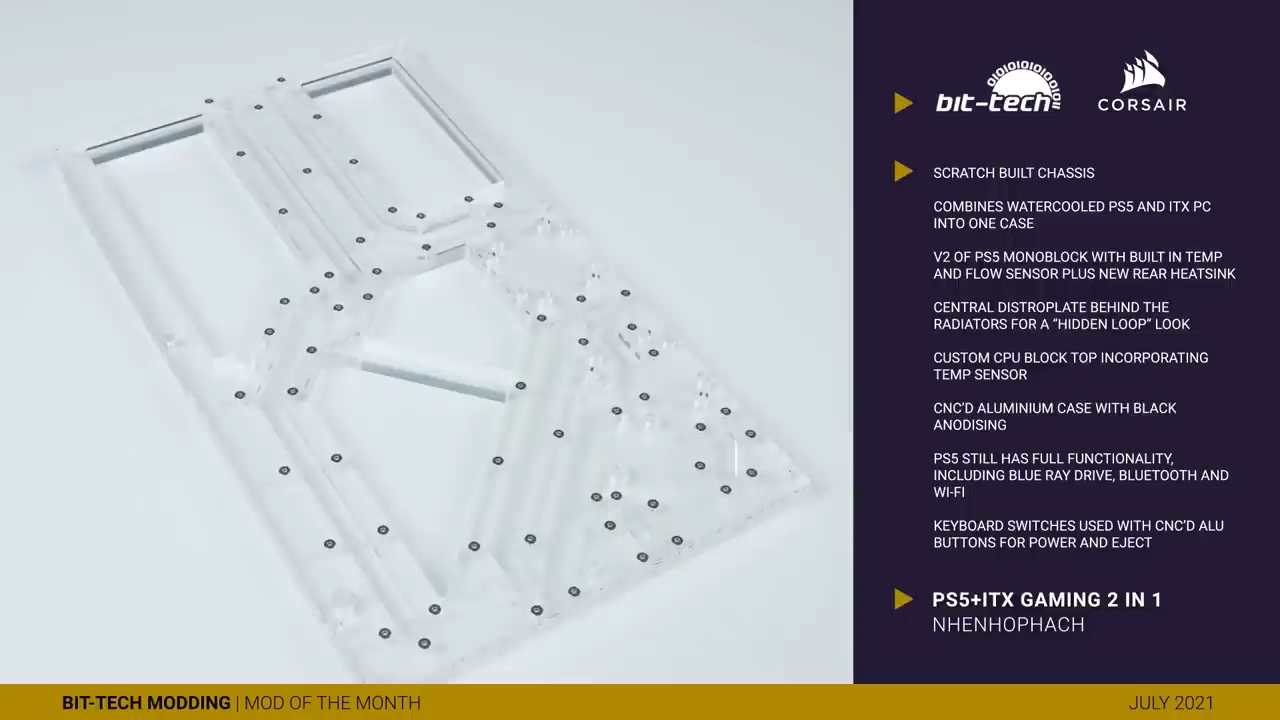 bit-tech
CORSAIR
SCRATCH BUILT CHASSIS
COMBINES WATERCOOLED PS5 AND ITX PC
INTO ONE CASE
V2 OF PS5 MONOBLOCK WITH BUILT IN TEMP
AND FLOW SENSOR PLUS NEW REAR HEATSINK
CENTRAL DISTROPLATE BEHIND THE
RADIATORS FOR A “HIDDEN LOOP” LOOK
CUSTOM CPU BLOCK TOP INCORPORATING
TEMP SENSOR
CNC’D ALUMINIUM CASE WITH BLACK
ANODISING
PS5 STILL HAS FULL FUNCTIONALITY,
INCLUDING BLUE RAY DRIVE, BLUETOOTH AND
WI-FI
KEYBOARD SWITCHES USED WITH CNC’D ALU
BUTTONS FOR POWER AND EJECT
PS5+ITX GAMING 2 IN 1
NHENHOPHACH
BIT-TECH MODDING | MOD OF THE MONTH
JULY 2021